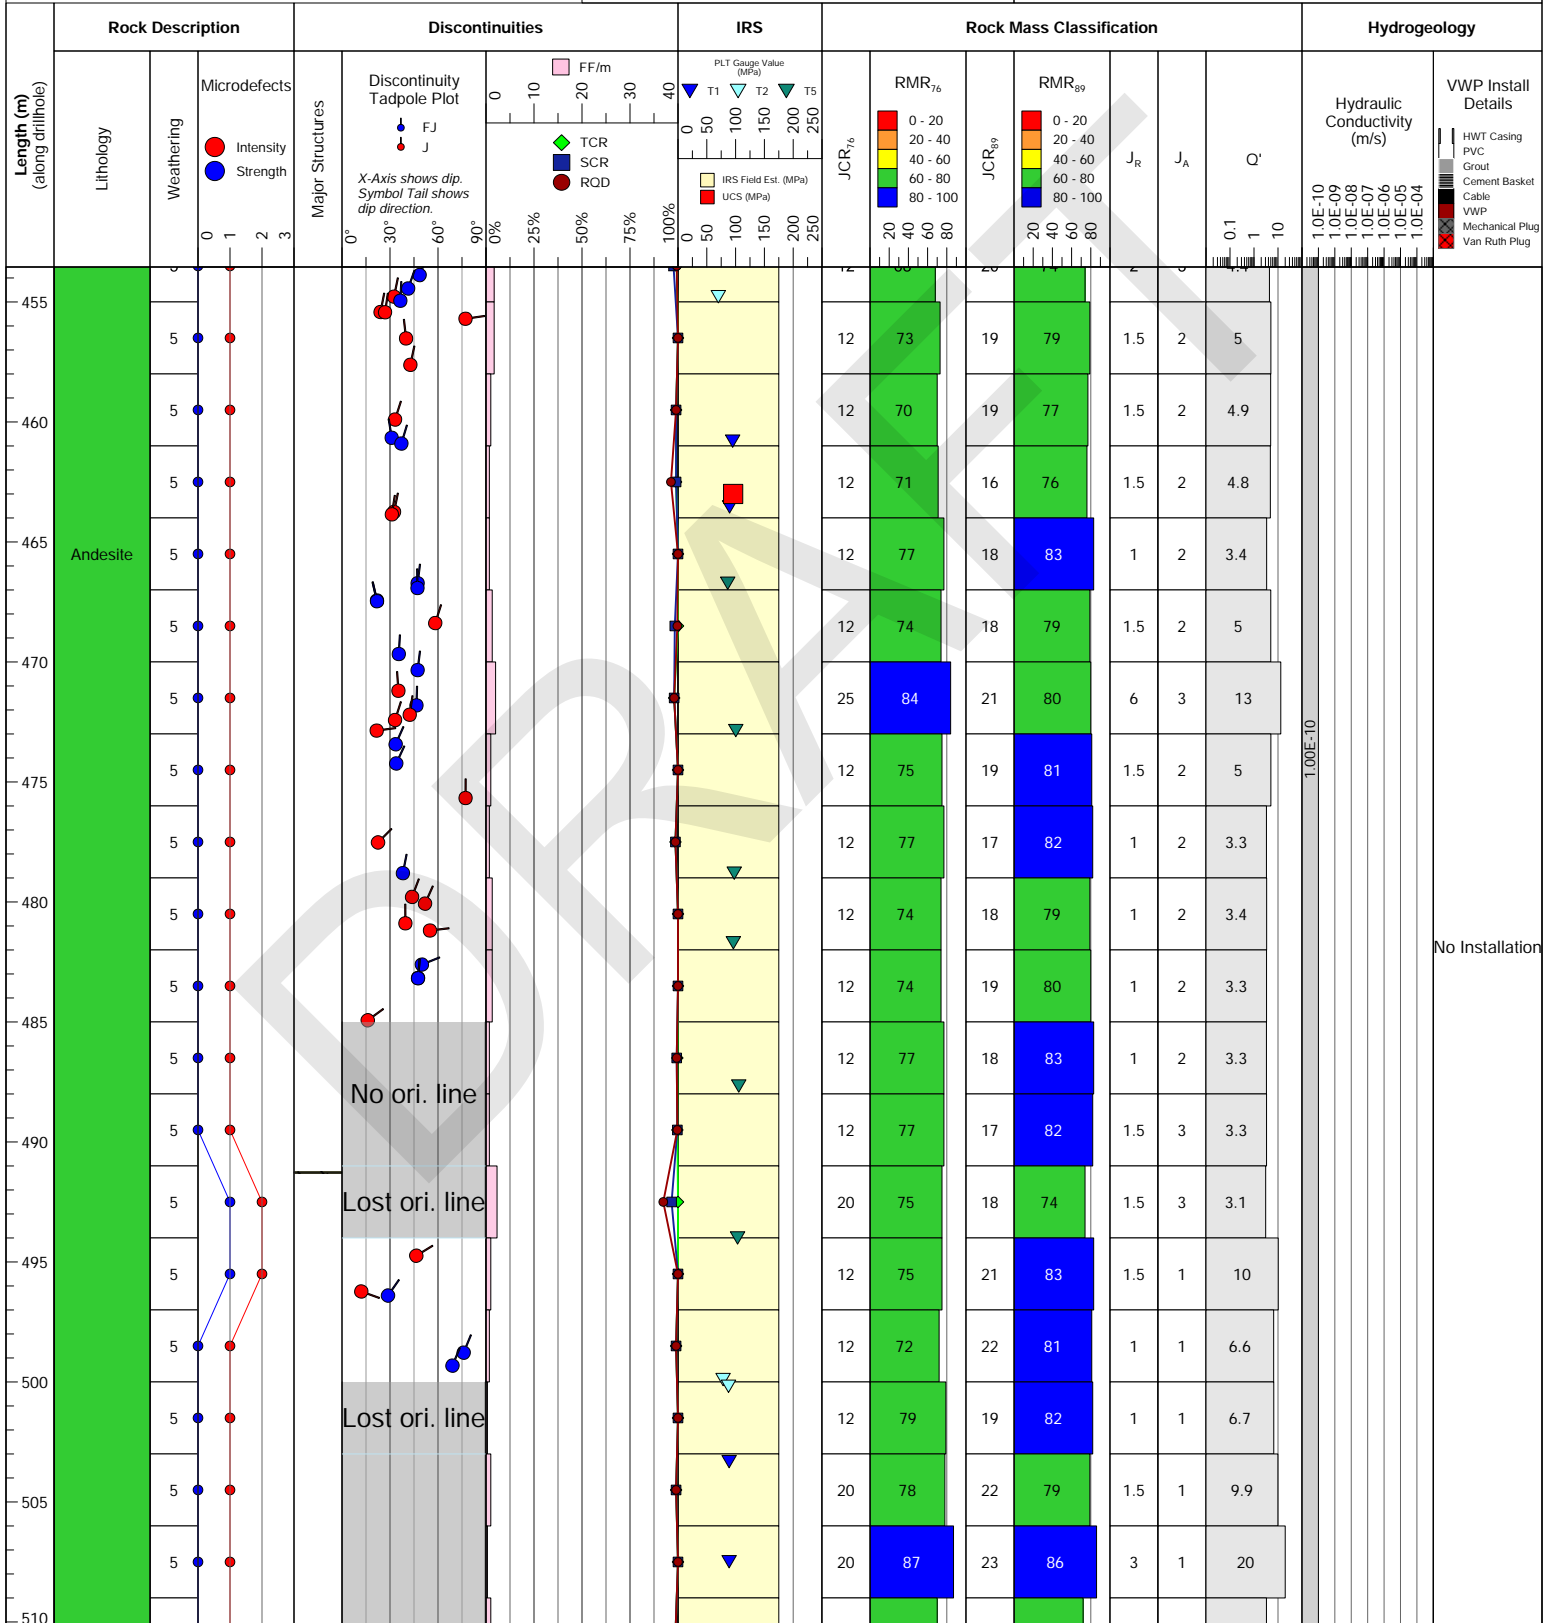 Rock Description
Discontinuities
IRS
Rock Mass Classification
Hydrogeology
Length (m)
(along drillhole)
Lithology
Weathering
Microdefects
Intensity
Strength
0 1 2 3
Major Structures
Discontinuity
Tadpole Plot
FJ
J
X-Axis shows dip.
Symbol Tail shows
dip direction.
0° 30° 60° 90°
FF/m
0 10 20 30 40
TCR
SCR
RQD
0% 25% 50% 75% 100%
PLT Gauge Value
(MPa)
T1 T2 T5
0 50 100 150 200 250
IRS Field Est. (MPa)
UCS (MPa)
0 50 100 150 200 250
JCR76
RMR76
0 - 20
20 - 40
40 - 60
60 - 80
80 - 100
20 40 60 80
JCR89
RMR89
0 - 20
20 - 40
40 - 60
60 - 80
80 - 100
20 40 60 80
JR
JA
Q'
0.1 1 10
Hydraulic
Conductivity
(m/s)
1.0E-10 1.0E-09 1.0E-08 1.0E-07 1.0E-06 1.0E-05 1.0E-04
VWP Install
Details
HWT Casing
PVC
Grout
Cement Basket
Cable
VWP
Mechanical Plug
Van Ruth Plug
455
5 12 73 19 79 1.5 2 5
5 12 70 19 77 1.5 2 4.9
460
5 12 71 16 76 1.5 2 4.8
465
Andesite
5 12 77 18 83 1 2 3.4
5 12 74 18 79 1.5 2 5
470
5 25 84 21 80 6 3 13
1.00E-10
5 12 75 19 81 1.5 2 5
475
5 12 77 17 82 1 2 3.3
480
5 12 74 18 79 1 2 3.4
No Installation
5 12 74 19 80 1 2 3.3
485
5 12 77 18 83 1 2 3.3
No ori. line
5 12 77 17 82 1.5 3 3.3
490
Lost ori. line
5 20 75 18 74 1.5 3 3.1
495
5 12 75 21 83 1.5 1 10
5 12 72 22 81 1 1 6.6
500
Lost ori. line
5 12 79 19 82 1 1 6.7
5 20 78 22 79 1.5 1 9.9
505
5 20 87 23 86 3 1 20
510
DRAFT